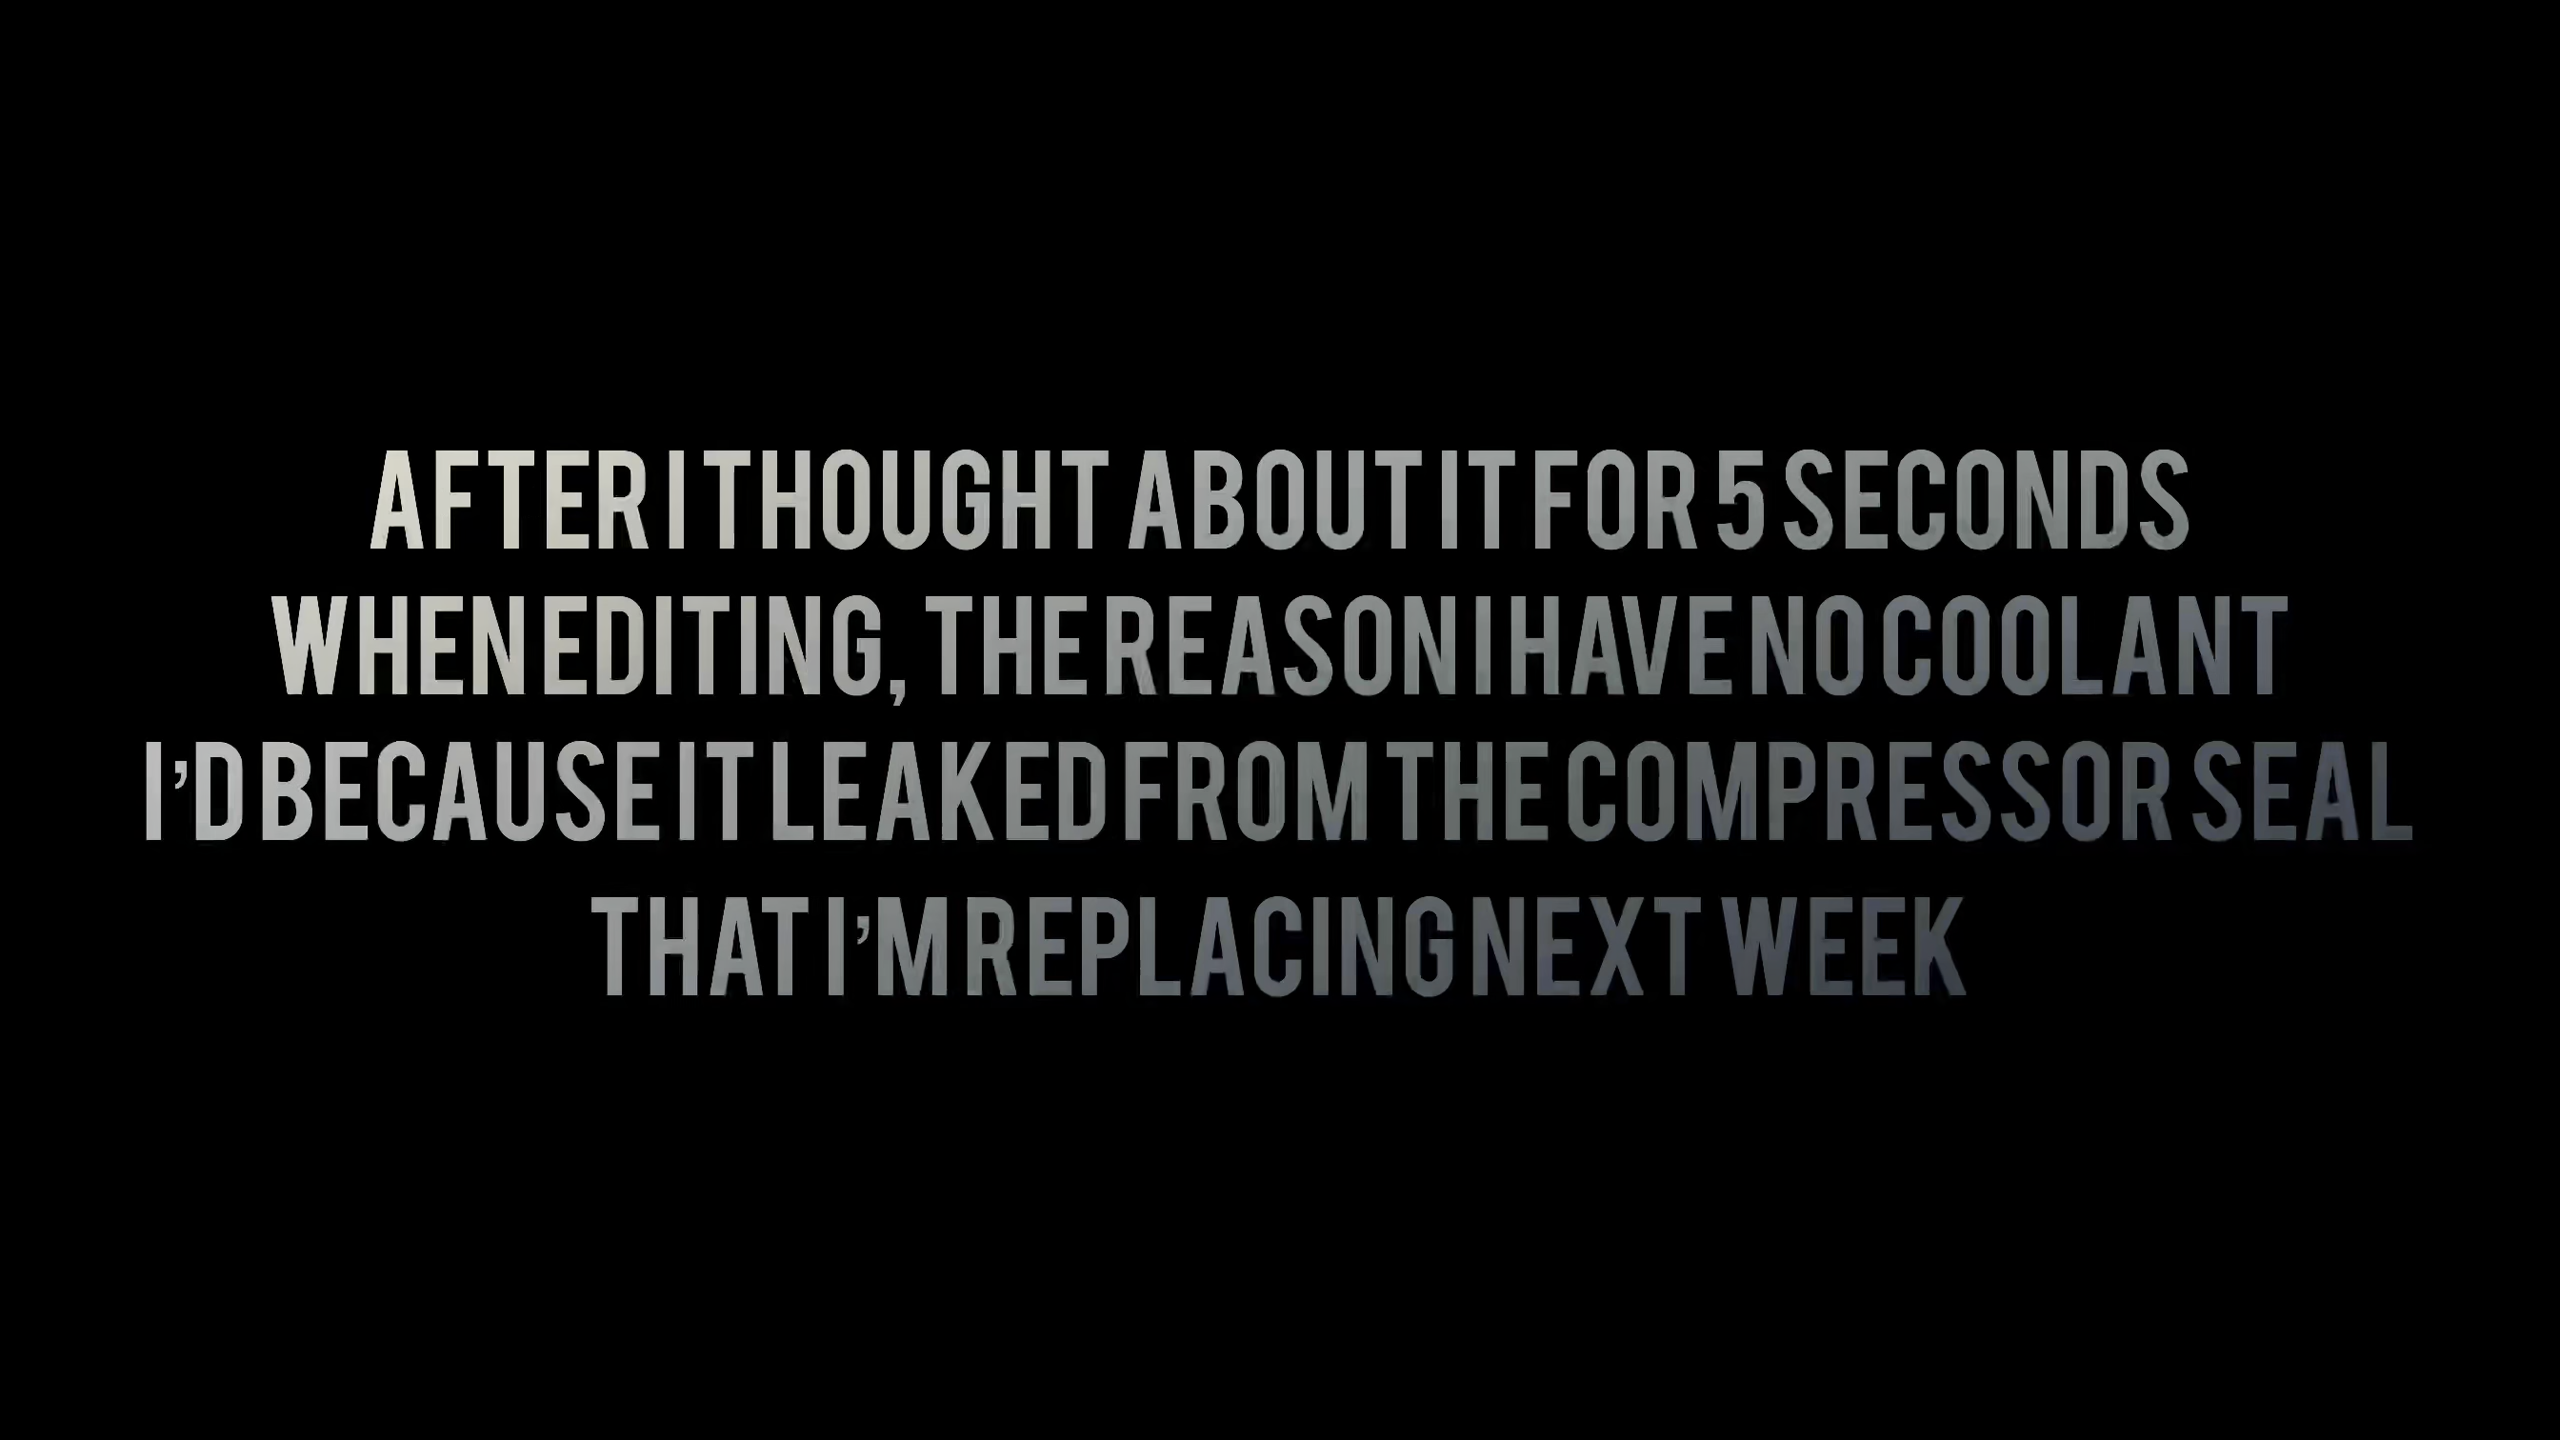 AFTER I THOUGHT ABOUT IT FOR 5 SECONDS
WHEN EDITING, THE REASON I HAVE NO COOLANT
I'D BECAUSE IT LEAKED FROM THE COMPRESSOR SEAL
THAT I'M REPLACING NEXT WEEK